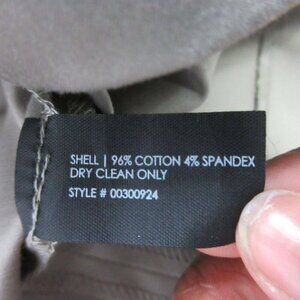 SHELL | 96% COTTON 4% SPANDEX
DRY CLEAN ONLY
STYLE # 00300924